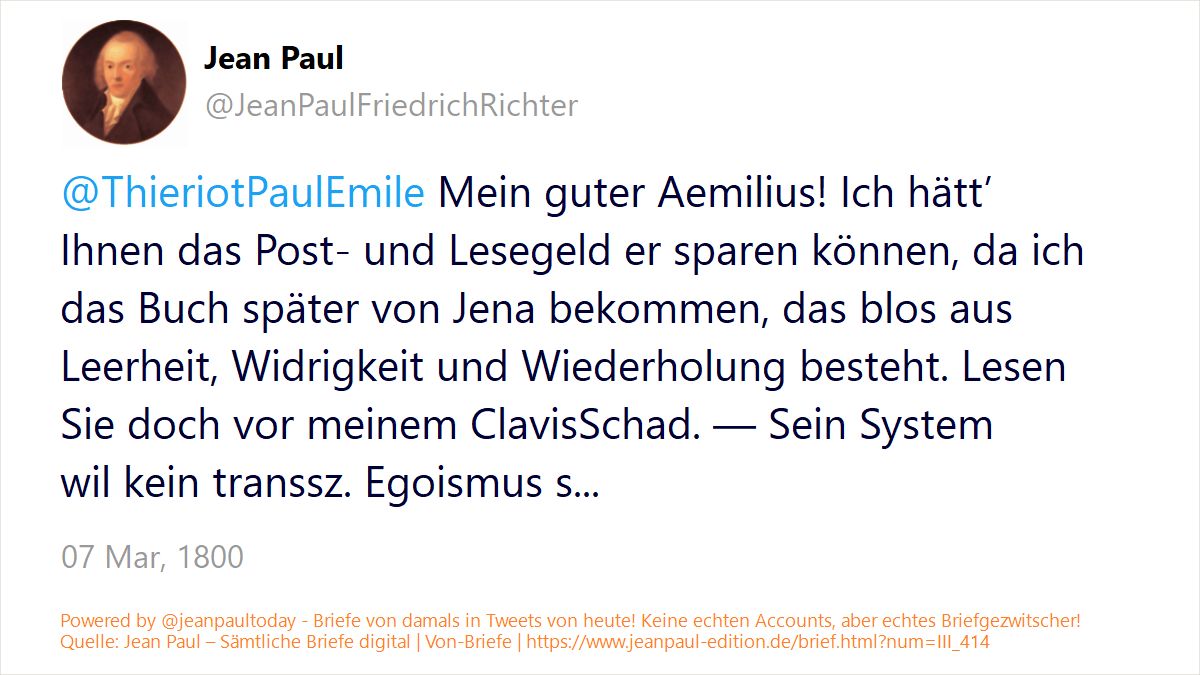 Jean Paul
@JeanPaulFriedrichRichter
@ThieriotPaulEmile Mein guter Aemilius! Ich hätt’
Ihnen das Post- und Lesegeld er sparen können, da ich
das Buch später von Jena bekommen, das blos aus
Leerheit, Widrigkeit und Wiederholung besteht. Lesen
Sie doch vor meinem ClavisSchad. — Sein System
wil kein transsz. Egoismus s...
07 Mar, 1800
Powered by @jeanpaultoday - Briefe von damals in Tweets von heute! Keine echten Accounts, aber echtes Briefgezwitscher!
Quelle: Jean Paul – Sämtliche Briefe digital | Von-Briefe | https://www.jeanpaul-edition.de/brief.html?num=III_414